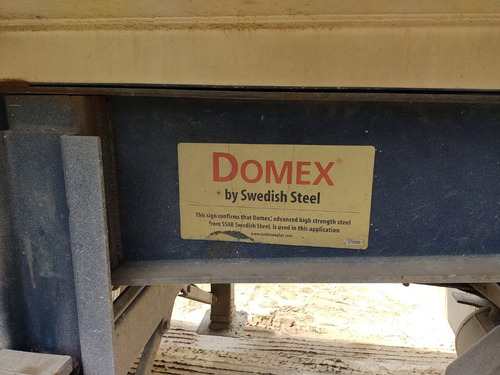 DOMEX®
by Swedish Steel
This sign confirms that Domex, advanced high strength steel
from SSAB Swedish Steel, is used in this application